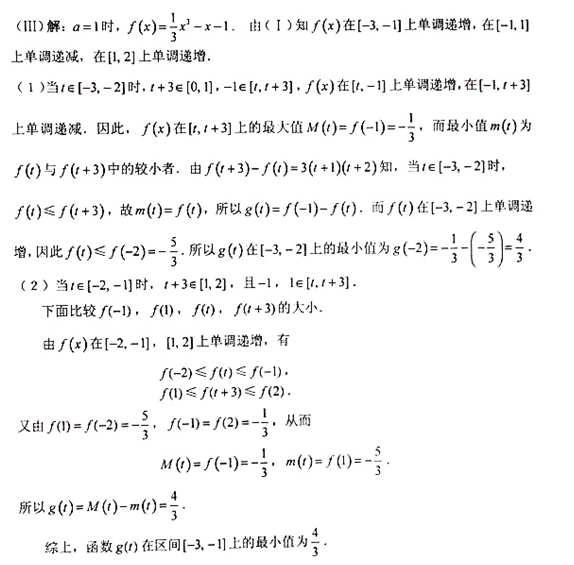 (III)解：a=1时，f(x)=1/3x³-x-1．由(Ⅰ)知f(x)在[-3,-1]上单调递增，在[-1,1]
上单调递减，在[1,2]上单调递增．
(1)当t∈[-3,-2]时，t+3∈[0,1]，-1∈[t,t+3]，f(x)在[t,-1]上单调递增，在[-1,t+3]
上单调递减．因此，f(x)在[t,t+3]上的最大值M(t)=f(-1)=-1/3，而最小值m(t)为
f(t)与f(t+3)中的较小者．由f(t+3)-f(t)=3(t+1)(t+2)知，当t∈[-3,-2]时，
f(t)≤f(t+3)，故m(t)=f(t)，所以g(t)=f(-1)-f(t)．而f(t)在[-3,-2]上单调递
增，因此f(t)≤f(-2)=-5/3．所以g(t)在[-3,-2]上的最小值为g(-2)=-1/3-(-5/3)=4/3．
(2)当t∈[-2,-1]时，t+3∈[1,2]，且-1，1∈[t,t+3]．
下面比较f(-1)，f(1)，f(t)，f(t+3)的大小．
由f(x)在[-2,-1]，[1,2]上单调递增，有
f(-2)≤f(t)≤f(-1)，
f(1)≤f(t+3)≤f(2)．
又由f(1)=f(-2)=-5/3，f(-1)=f(2)=-1/3，从而
M(t)=f(-1)=-1/3，m(t)=f(1)=-5/3．
所以g(t)=M(t)-m(t)=4/3．
综上，函数g(t)在区间[-3,-1]上的最小值为4/3．